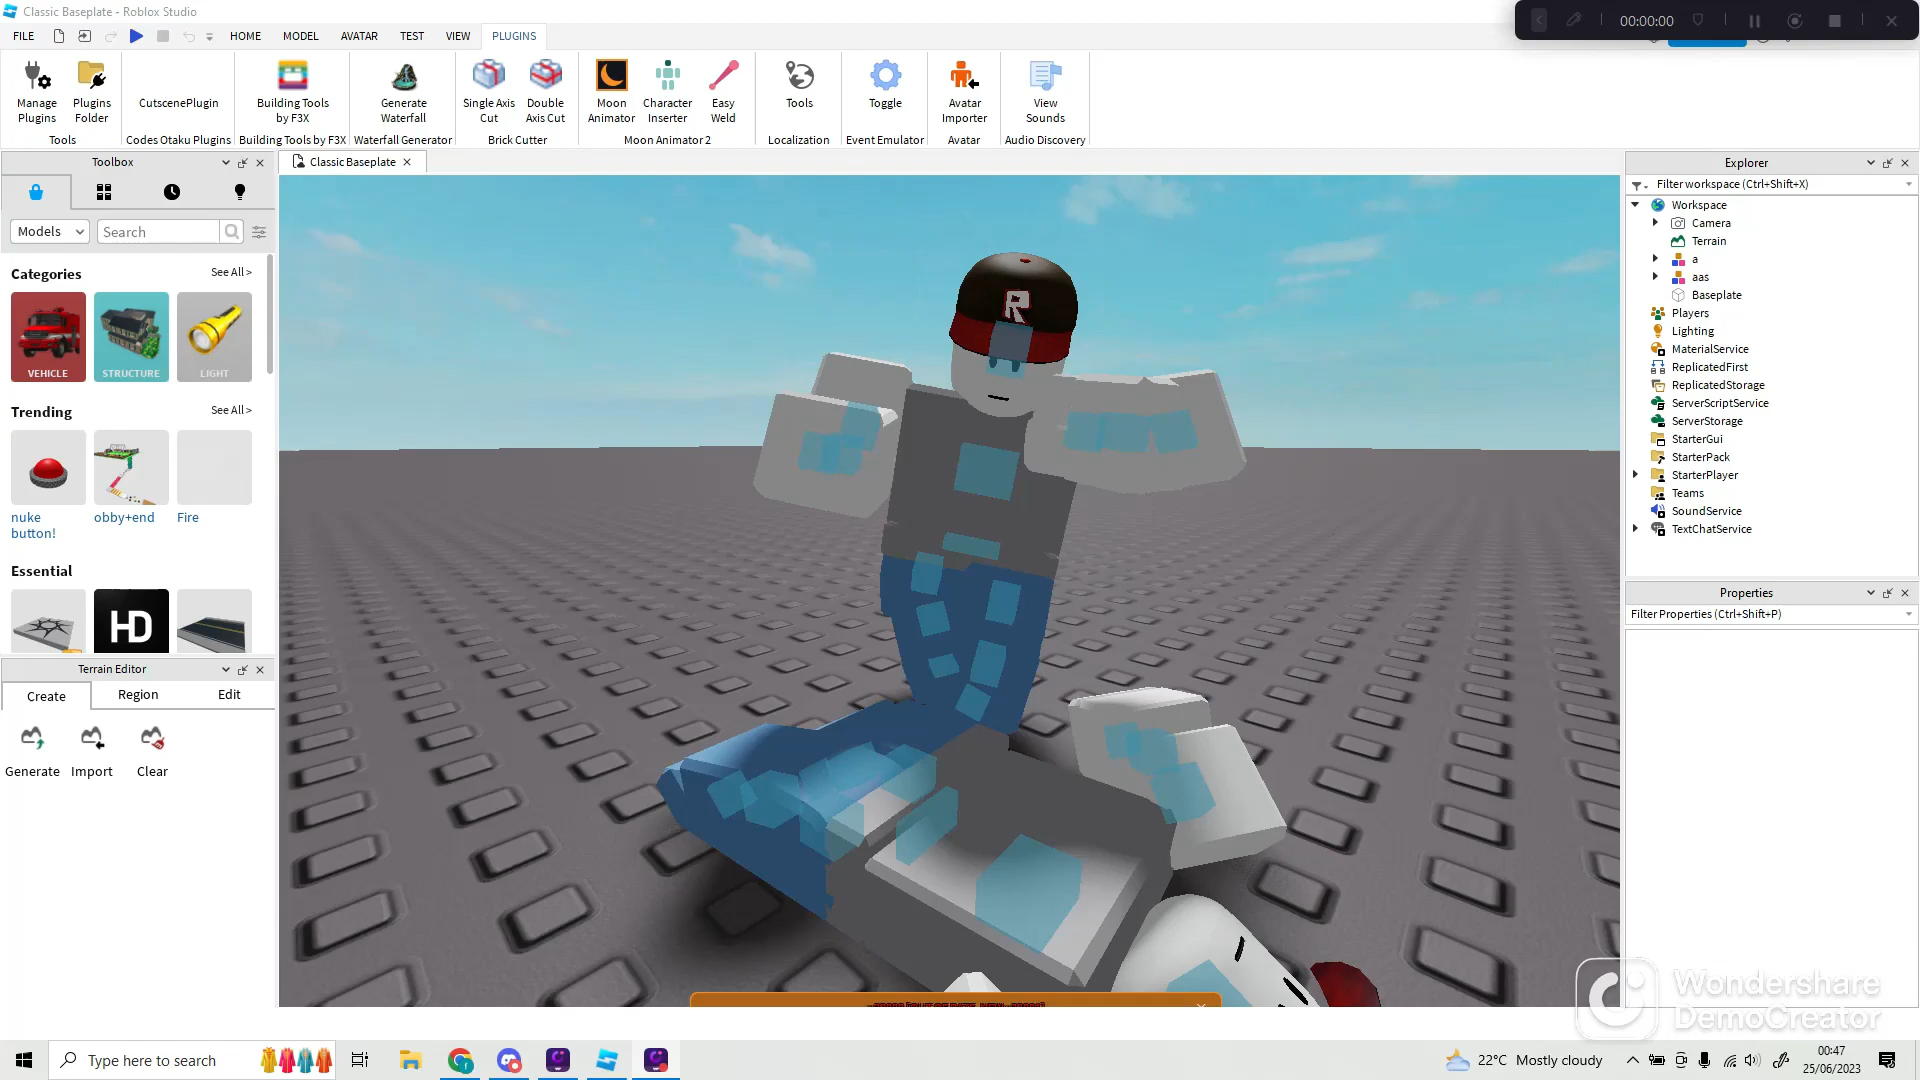 Classic Baseplate - Roblox Studio
00:00:00
FILE
HOME
MODEL
AVATAR
TEST
VIEW
PLUGINS
Manage Plugins
Plugins Folder
CutscenePlugin
Building Tools by F3X
Generate Waterfall
Single Axis Cut
Double Axis Cut
Moon Animator
Character Inserter
Easy Weld
Tools
Toggle
Avatar Importer
View Sounds
Tools
Codes Otaku Plugins
Building Tools by F3X
Waterfall Generator
Brick Cutter
Moon Animator 2
Localization
Event Emulator
Avatar
Audio Discovery
Toolbox
Classic Baseplate
Models
Search
Categories
See All >
VEHICLE
STRUCTURE
LIGHT
Trending
See All >
nuke button!
obby+end
Fire
Essential
HD
Terrain Editor
Create
Region
Edit
Generate
Import
Clear
R
Explorer
Filter workspace (Ctrl+Shift+X)
Workspace
Camera
Terrain
a
aas
Baseplate
Players
Lighting
MaterialService
ReplicatedFirst
ReplicatedStorage
ServerScriptService
ServerStorage
StarterGui
StarterPack
StarterPlayer
Teams
SoundService
TextChatService
Properties
Filter Properties (Ctrl+Shift+P)
Wondershare
DemoCreator
Type here to search
22°C Mostly cloudy
00:47
25/06/2023